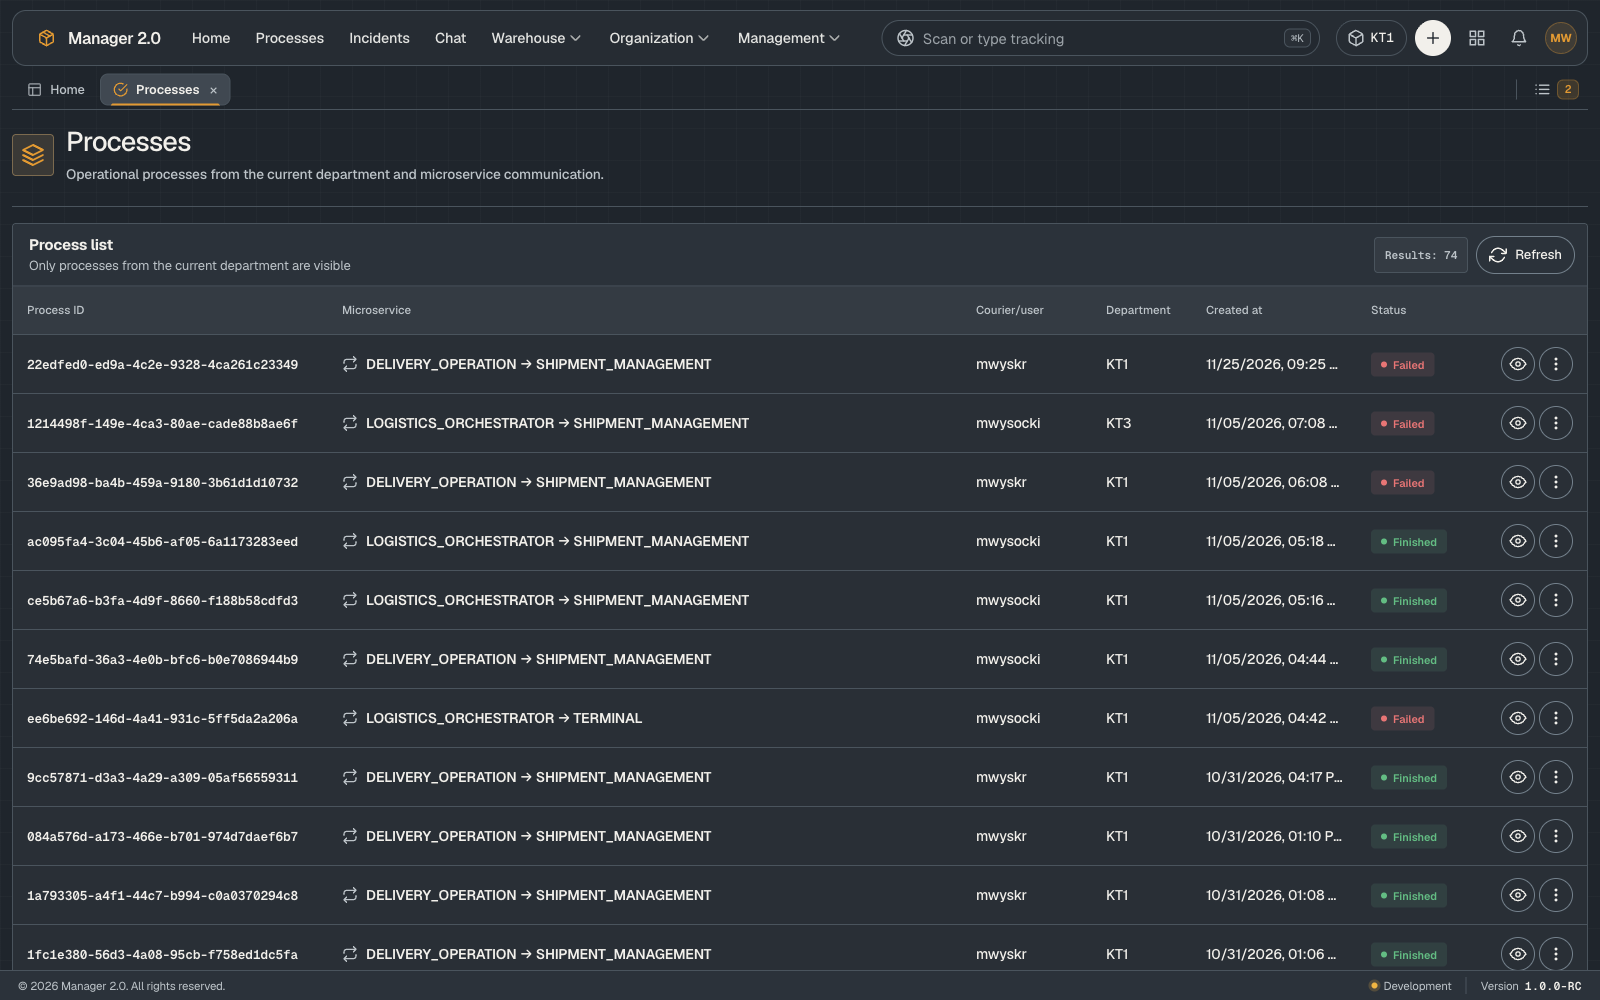 Manager 2.0
Home
Processes
Incidents
Chat
Warehouse
Organization
Management
Scan or type tracking
⌘K
KT1
MW
Home
Processes ×
2
Processes
Operational processes from the current department and microservice communication.
Process list
Only processes from the current department are visible
Results: 74
Refresh
Process ID Microservice Courier/user Department Created at Status
22edfed0-ed9a-4c2e-9328-4ca261c23349 DELIVERY_OPERATION → SHIPMENT_MANAGEMENT mwyskr KT1 11/25/2026, 09:25 ... Failed
1214498f-149e-4ca3-80ae-cade88b8ae6f LOGISTICS_ORCHESTRATOR → SHIPMENT_MANAGEMENT mwysocki KT3 11/05/2026, 07:08 ... Failed
36e9ad98-ba4b-459a-9180-3b61d1d10732 DELIVERY_OPERATION → SHIPMENT_MANAGEMENT mwyskr KT1 11/05/2026, 06:08 ... Failed
ac095fa4-3c04-45b6-af05-6a1173283eed LOGISTICS_ORCHESTRATOR → SHIPMENT_MANAGEMENT mwysocki KT1 11/05/2026, 05:18 ... Finished
ce5b67a6-b3fa-4d9f-8660-f188b58cdfd3 LOGISTICS_ORCHESTRATOR → SHIPMENT_MANAGEMENT mwysocki KT1 11/05/2026, 05:16 ... Finished
74e5bafd-36a3-4e0b-bfc6-b0e7086944b9 DELIVERY_OPERATION → SHIPMENT_MANAGEMENT mwysocki KT1 11/05/2026, 04:44 ... Finished
ee6be692-146d-4a41-931c-5ff5da2a206a LOGISTICS_ORCHESTRATOR → TERMINAL mwysocki KT1 11/05/2026, 04:42 ... Failed
9cc57871-d3a3-4a29-a309-05af56559311 DELIVERY_OPERATION → SHIPMENT_MANAGEMENT mwyskr KT1 10/31/2026, 04:17 P... Finished
084a576d-a173-466e-b701-974d7daef6b7 DELIVERY_OPERATION → SHIPMENT_MANAGEMENT mwyskr KT1 10/31/2026, 01:10 P... Finished
1a793305-a4f1-44c7-b994-c0a0370294c8 DELIVERY_OPERATION → SHIPMENT_MANAGEMENT mwyskr KT1 10/31/2026, 01:08 ... Finished
1fc1e380-56d3-4a08-95cb-f758ed1dc5fa DELIVERY_OPERATION → SHIPMENT_MANAGEMENT mwyskr KT1 10/31/2026, 01:06 ... Finished
© 2026 Manager 2.0. All rights reserved.
Development
Version 1.0.0-RC